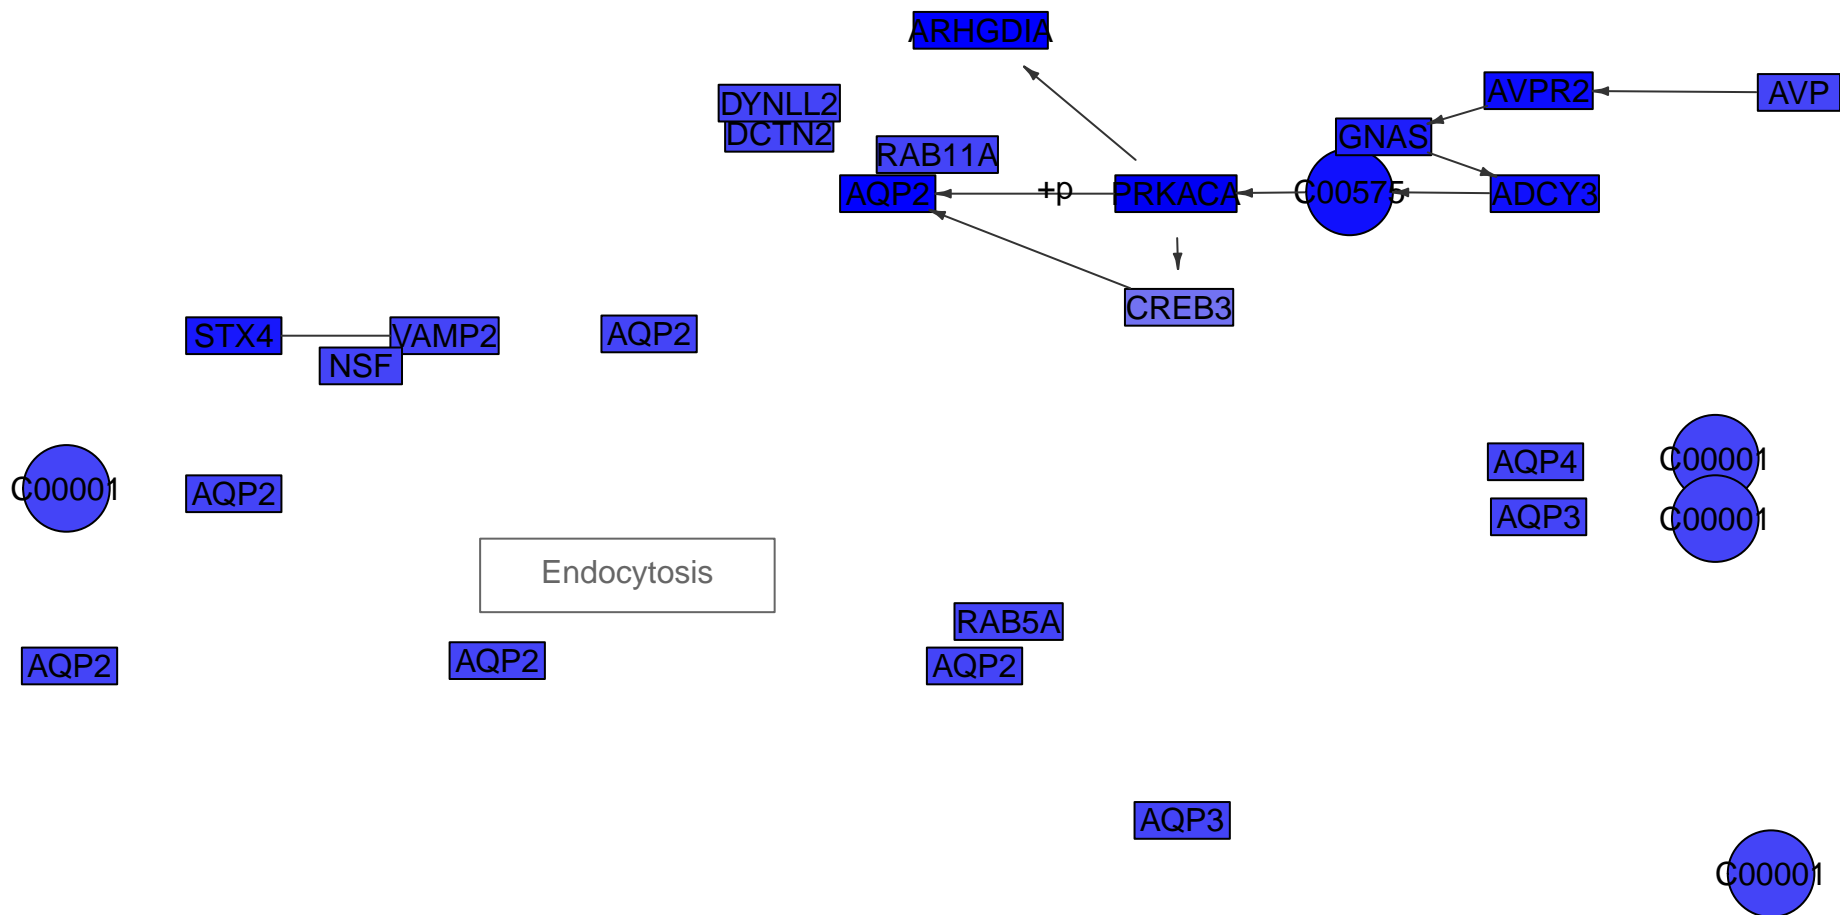 ARHGDIA
DYNLL2
AVPR2
AVP
DCTN2
GNAS
RAB11A
AQP2
+p
PRKACA
C00575
ADCY3
CREB3
STX4
VAMP2
AQP2
NSF
C00001
AQP2
AQP4
C00001
AQP3
C00001
Endocytosis
RAB5A
AQP2
AQP2
AQP2
AQP3
C00001